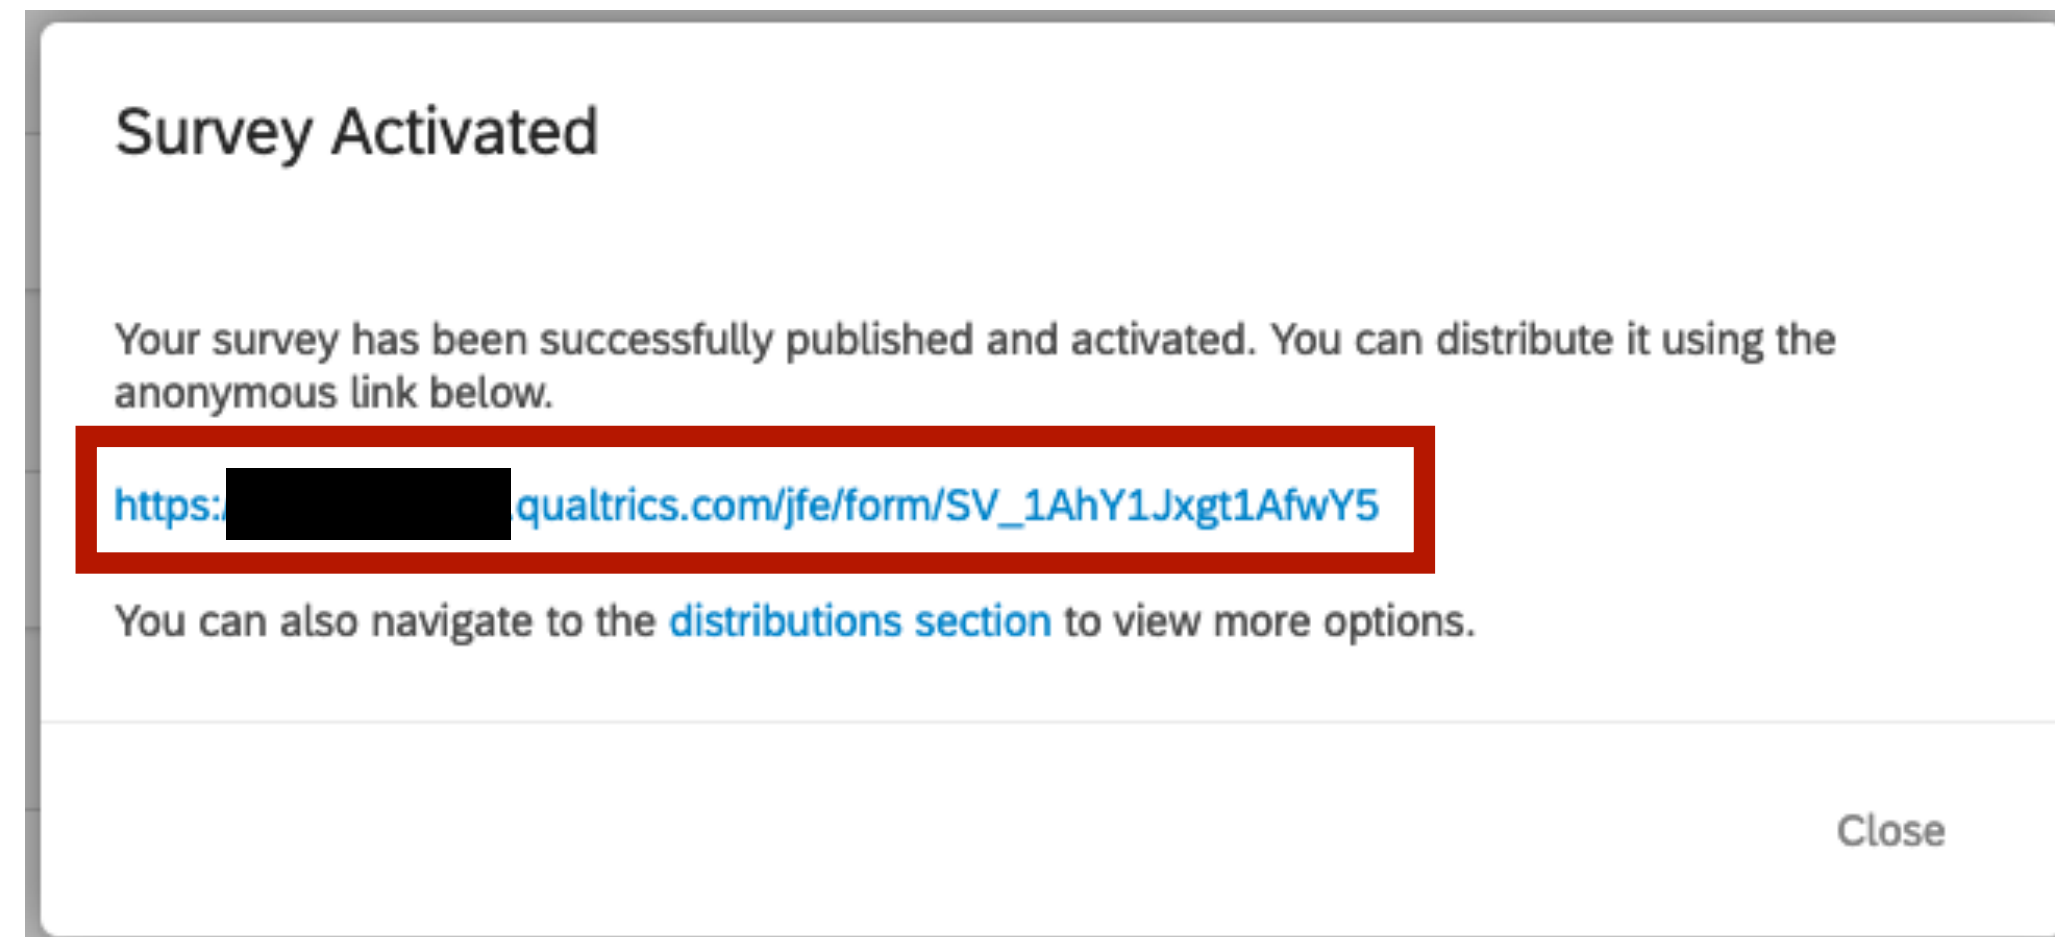 Survey Activated
Your survey has been successfully published and activated. You can distribute it using the
anonymous link below.
https:/ .qualtrics.com/jfe/form/SV_1AhY1Jxgt1AfwY5
You can also navigate to the distributions section to view more options.
Close